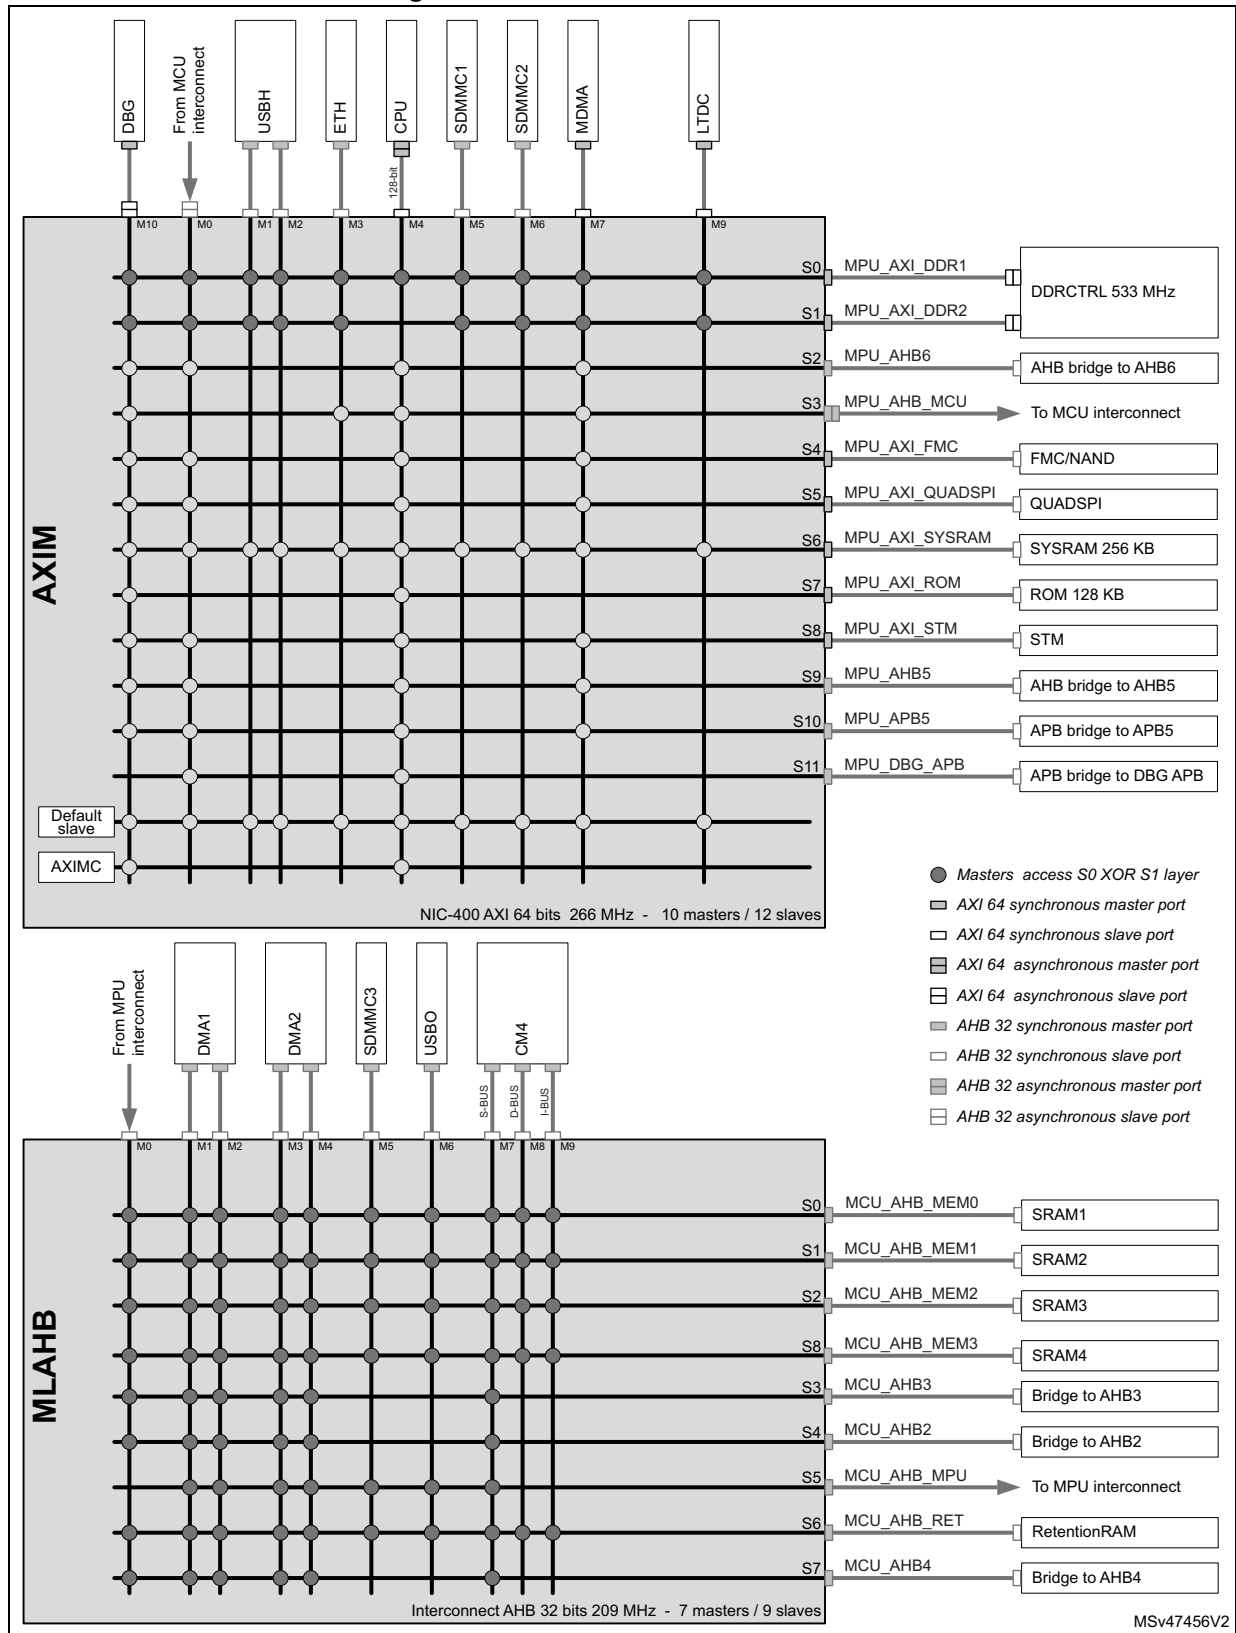 DBG
From MCU
interconnect
USBH
ETH
CPU
SDMMC1
SDMMC2
MDMA
LTDC
128-bit
M10
M0
M1
M2
M3
M4
M5
M6
M7
M9
AXIM
S0 MPU_AXI_DDR1
DDRCTRL 533 MHz
S1 MPU_AXI_DDR2
S2 MPU_AHB6 AHB bridge to AHB6
S3 MPU_AHB_MCU To MCU interconnect
S4 MPU_AXI_FMC FMC/NAND
S5 MPU_AXI_QUADSPI QUADSPI
S6 MPU_AXI_SYSRAM SYSRAM 256 KB
S7 MPU_AXI_ROM ROM 128 KB
S8 MPU_AXI_STM STM
S9 MPU_AHB5 AHB bridge to AHB5
S10 MPU_APB5 APB bridge to APB5
S11 MPU_DBG_APB APB bridge to DBG APB
Default
slave
AXIMC
NIC-400 AXI 64 bits 266 MHz - 10 masters / 12 slaves
Masters access S0 XOR S1 layer
AXI 64 synchronous master port
AXI 64 synchronous slave port
AXI 64 asynchronous master port
AXI 64 asynchronous slave port
AHB 32 synchronous master port
AHB 32 synchronous slave port
AHB 32 asynchronous master port
AHB 32 asynchronous slave port
From MPU
interconnect
DMA1
DMA2
SDMMC3
USBO
CM4
S-BUS
D-BUS
I-BUS
M0
M1
M2
M3
M4
M5
M6
M7
M8
M9
MLAHB
S0 MCU_AHB_MEM0 SRAM1
S1 MCU_AHB_MEM1 SRAM2
S2 MCU_AHB_MEM2 SRAM3
S8 MCU_AHB_MEM3 SRAM4
S3 MCU_AHB3 Bridge to AHB3
S4 MCU_AHB2 Bridge to AHB2
S5 MCU_AHB_MPU To MPU interconnect
S6 MCU_AHB_RET RetentionRAM
S7 MCU_AHB4 Bridge to AHB4
Interconnect AHB 32 bits 209 MHz - 7 masters / 9 slaves
MSv47456V2